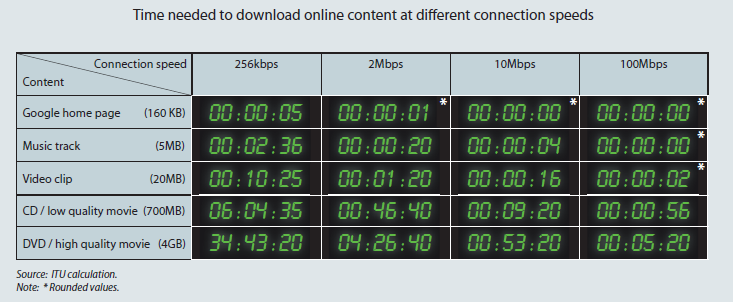 Time needed to download online content at different connection speeds
Connection speed 256kbps 2Mbps 10Mbps 100Mbps
Content
Google home page (160 KB) 00:00:05 00:00:01 * 00:00:00 * 00:00:00 *
Music track (5MB) 00:02:36 00:00:20 00:00:04 00:00:00 *
Video clip (20MB) 00:10:25 00:01:20 00:00:16 00:00:02 *
CD / low quality movie (700MB) 06:04:35 00:46:40 00:09:20 00:00:56
DVD / high quality movie (4GB) 34:43:20 04:26:40 00:53:20 00:05:20
Source: ITU calculation.
Note: * Rounded values.